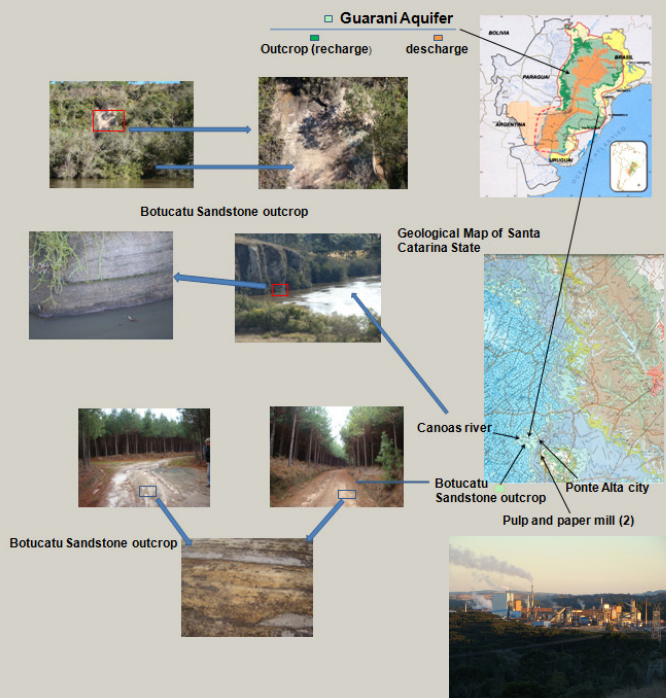 Guarani Aquifer
Outcrop (recharge)
descharge
BOLIVIA
BRASIL
PARAGUAI
ARGENTINA
URUGUAI
Botucatu Sandstone outcrop
Geological Map of Santa
Catarina State
Canoas river
Botucatu
Sandstone outcrop
Ponte Alta city
Pulp and paper mill (2)
Botucatu Sandstone outcrop